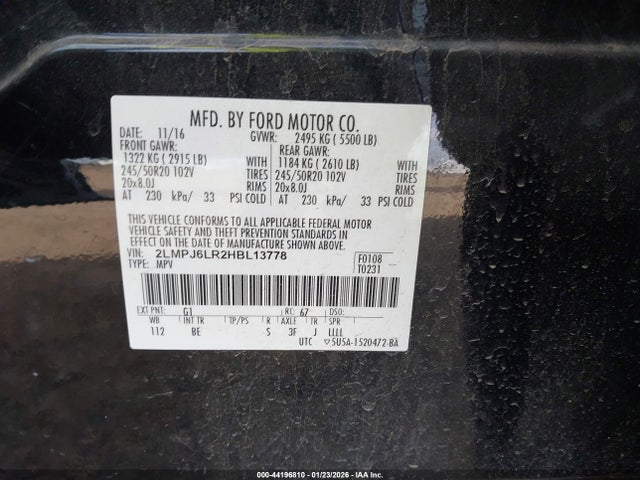 MFD. BY FORD MOTOR CO.
DATE: 11/16 GVWR: 2495 KG ( 5500 LB)
FRONT GAWR: REAR GAWR:
1322 KG ( 2915 LB) WITH 1184 KG ( 2610 LB) WITH
245/50R20 102V TIRES 245/50R20 102V TIRES
20x8.0J RIMS 20x8.0J RIMS
AT 230 kPa/ 33 PSI COLD AT 230 kPa/ 33 PSI COLD
THIS VEHICLE CONFORMS TO ALL APPLICABLE FEDERAL MOTOR
VEHICLE SAFETY AND THEFT PREVENTION STANDARDS IN
EFFECT ON THE DATE OF MANUFACTURE SHOWN ABOVE.
VIN: 2LMPJ6LR2HBL13778 F0108
TYPE: MPV T0231
EXT PNT: G1 RC: 67 DSO:
WB INT TR TP/PS R AXLE TR SPR
112 BE S 3F J LLLL
UTC ▽5U5A-1520472-BA
000-44196810 - 01/23/2026 - IAA Holdings, LLC